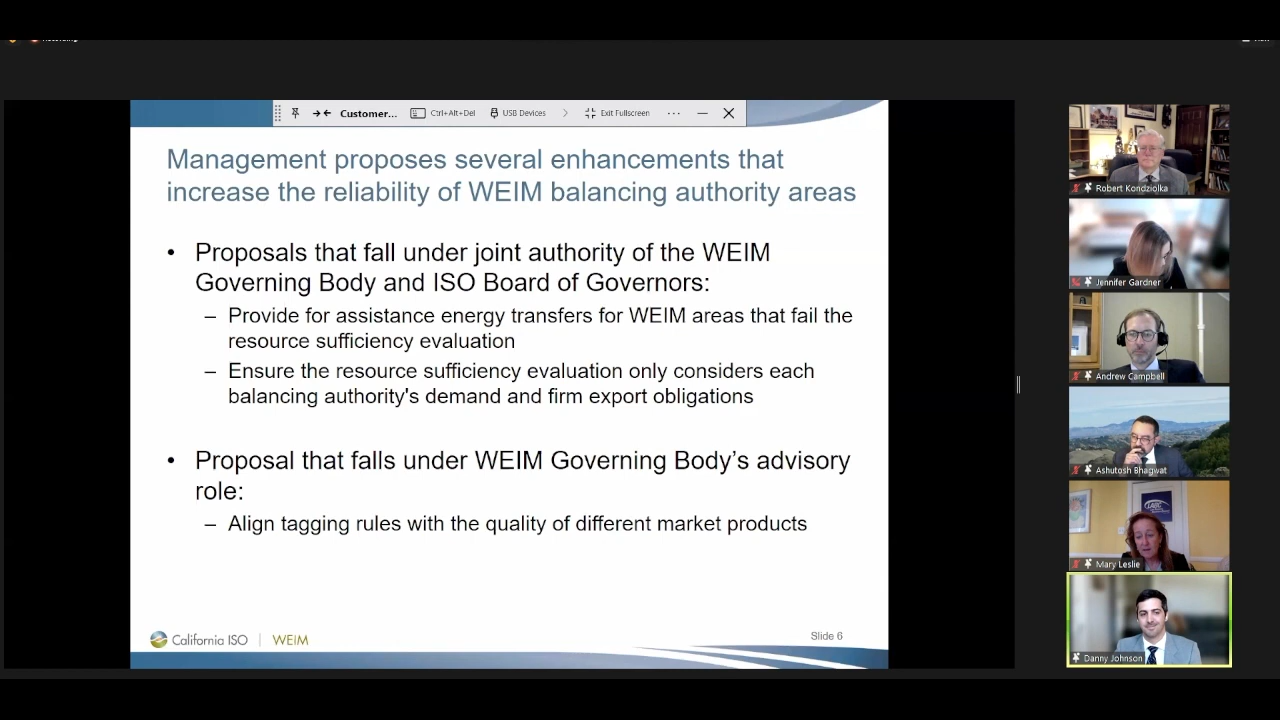 Recording
View
Customer...
Ctrl+Alt+Del
USB Devices
Exit Fullscreen
Management proposes several enhancements that
increase the reliability of WEIM balancing authority areas
• Proposals that fall under joint authority of the WEIM
Governing Body and ISO Board of Governors:
– Provide for assistance energy transfers for WEIM areas that fail the
resource sufficiency evaluation
– Ensure the resource sufficiency evaluation only considers each
balancing authority's demand and firm export obligations
• Proposal that falls under WEIM Governing Body's advisory
role:
– Align tagging rules with the quality of different market products
California ISO | WEIM
Slide 6
Robert Kondziolka
Jennifer Gardner
Andrew Campbell
Ashutosh Bhagwat
Mary Leslie
Danny Johnson